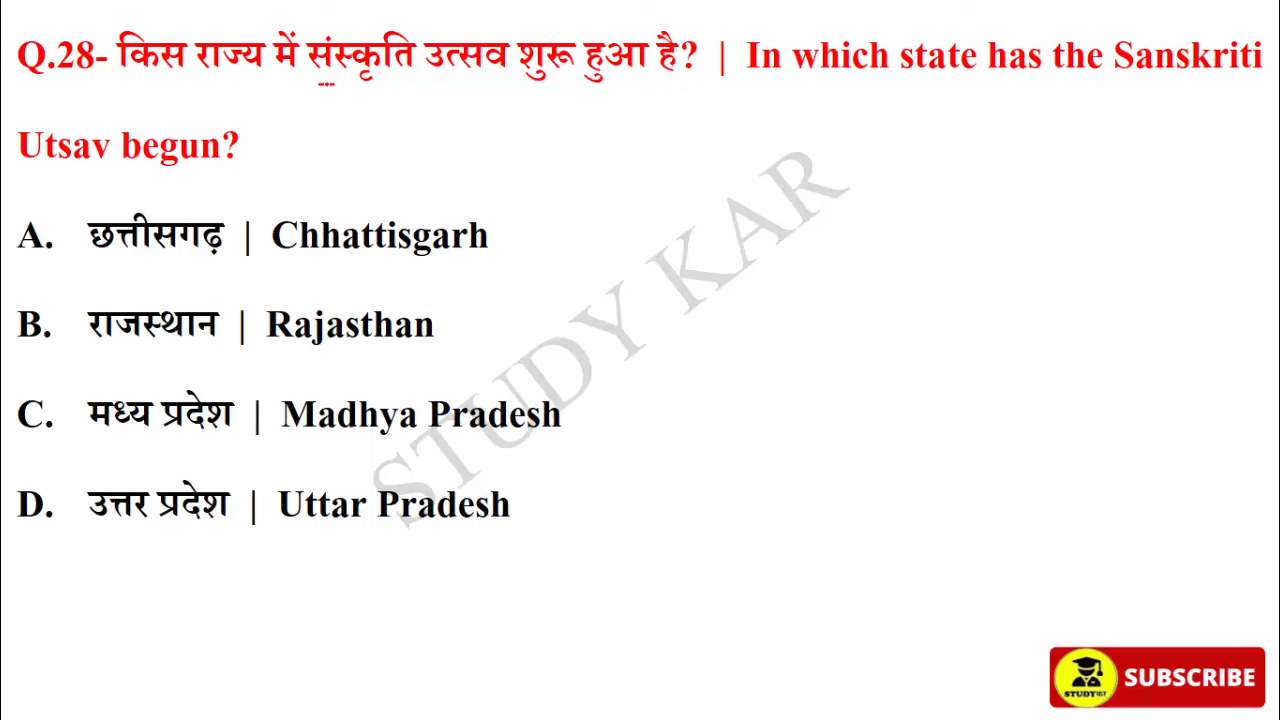 Q.28- किस राज्य में संस्कृति उत्सव शुरू हुआ है? | In which state has the Sanskriti
Utsav begun?
A. छत्तीसगढ़ | Chhattisgarh
B. राजस्थान | Rajasthan
C. मध्य प्रदेश | Madhya Pradesh
D. उत्तर प्रदेश | Uttar Pradesh
STUDY KAR
STUDYकर
SUBSCRIBE